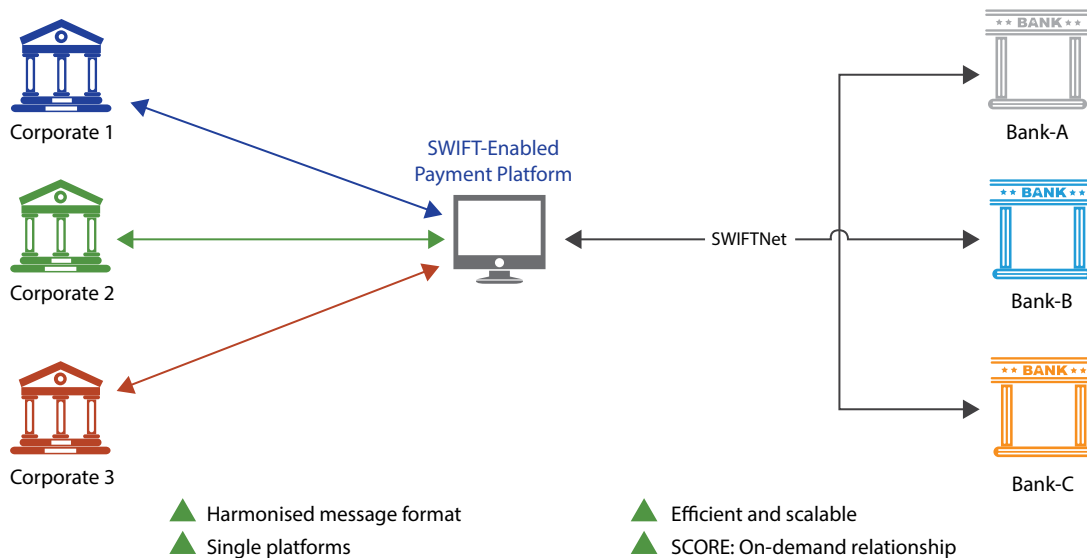 ★★ BANK ★★
Bank-A
Corporate 1
SWIFT-Enabled
Payment Platform
★★ BANK ★★
SWIFTNet
Bank-B
Corporate 2
★★ BANK ★★
Corporate 3
Bank-C
Harmonised message format
Single platforms
Efficient and scalable
SCORE: On-demand relationship